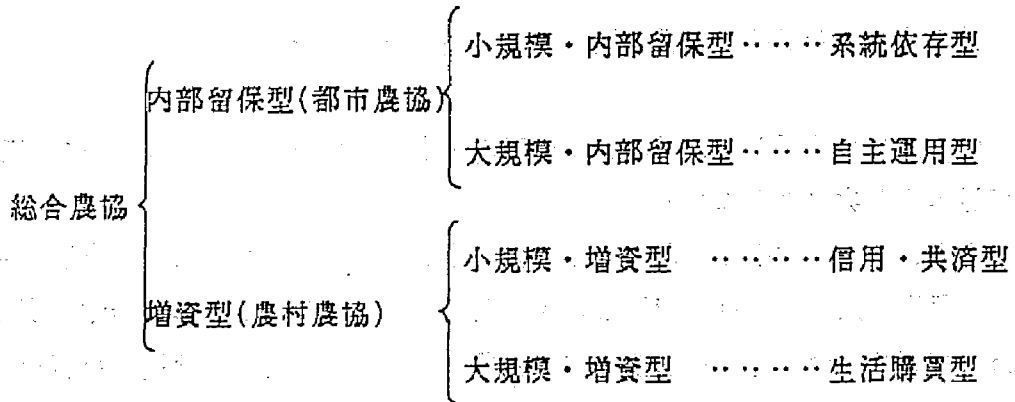 小規模・内部留保型‥‥‥系統依存型
内部留保型(都市農協)
大規模・内部留保型‥‥‥自主運用型
総合農協
小規模・増資型 ‥‥‥‥信用・共済型
増資型(農村農協)
大規模・増資型 ‥‥‥‥生活購買型